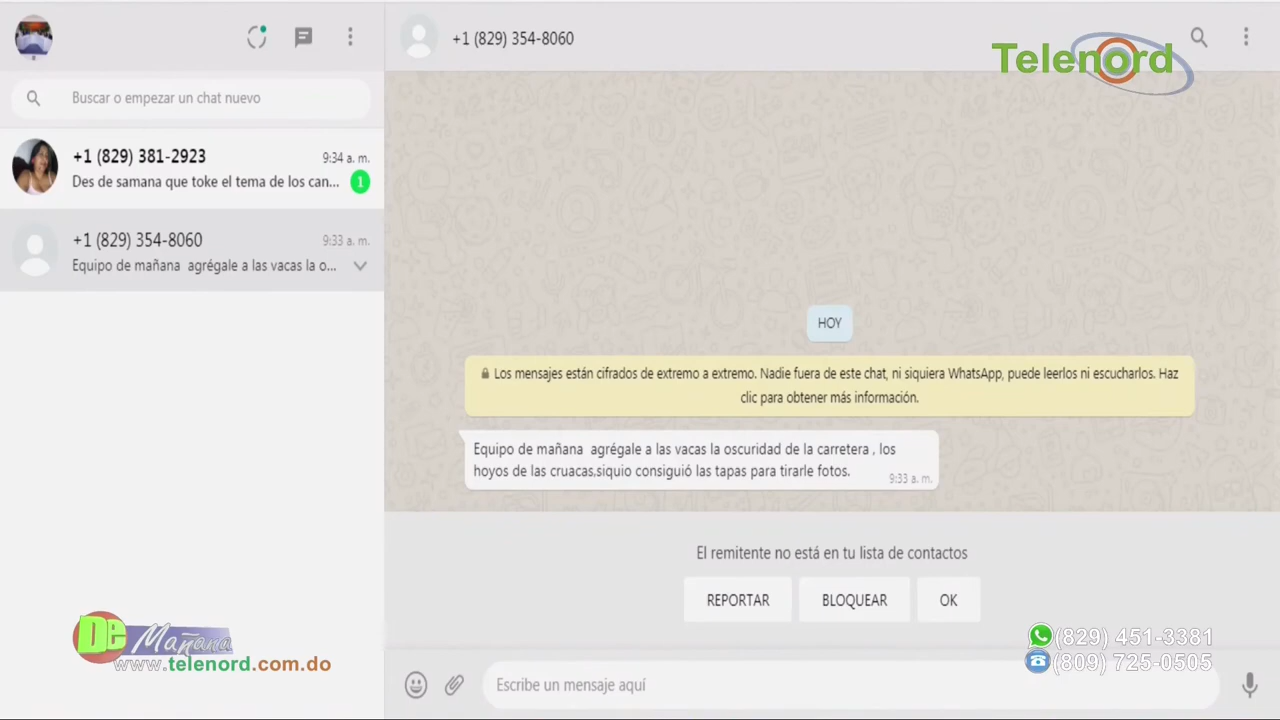 +1 (829) 354-8060
Telenord
Buscar o empezar un chat nuevo
+1 (829) 381-2923
9:34 a. m.
Des de samana que toke el tema de los can...
1
+1 (829) 354-8060
9:33 a. m.
Equipo de mañana agrégale a las vacas la o...
HOY
Los mensajes están cifrados de extremo a extremo. Nadie fuera de este chat, ni siquiera WhatsApp, puede leerlos ni escucharlos. Haz
clic para obtener más información.
Equipo de mañana agrégale a las vacas la oscuridad de la carretera , los
hoyos de las cruacas,siquio consiguió las tapas para tirarle fotos.
9:33 a. m.
El remitente no está en tu lista de contactos
REPORTAR
BLOQUEAR
OK
De Mañana
www.telenord.com.do
(829) 451-3381
(809) 725-0505
Escribe un mensaje aquí